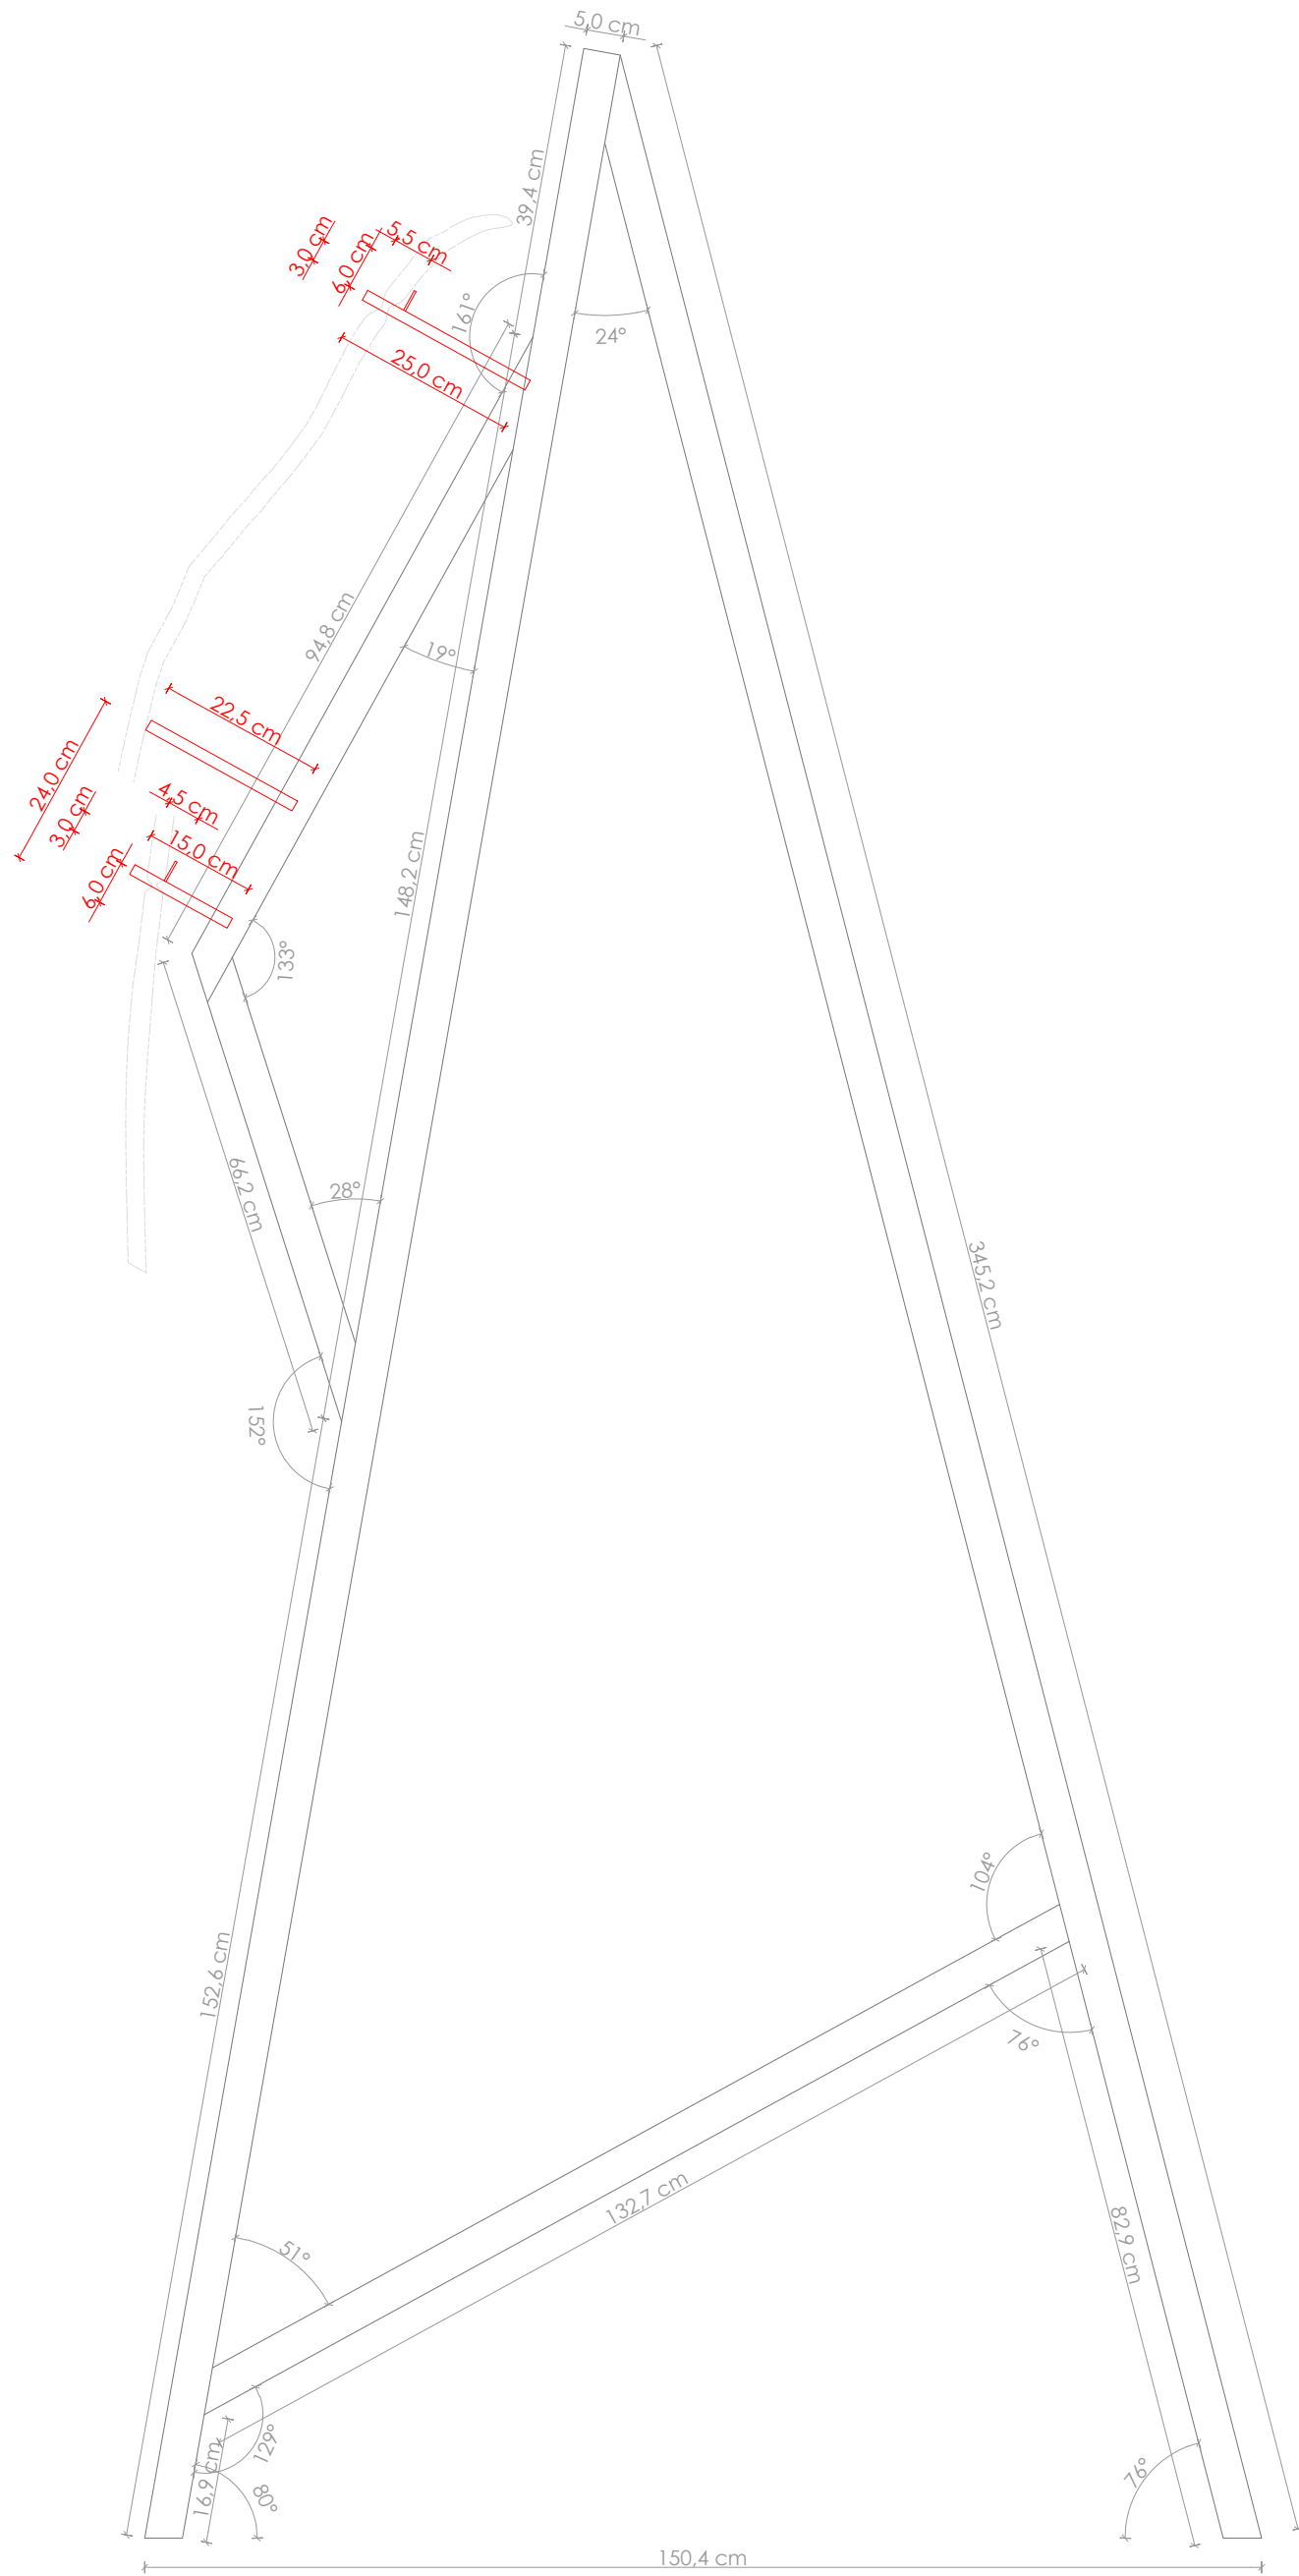 5,0 cm
39,4 cm
3,0 cm
6,0 cm
5,5 cm
161°
24°
25,0 cm
94,8 cm
19°
22,5 cm
24,0 cm
3,0 cm
4,5 cm
15,0 cm
6,0 cm
148,2 cm
133°
66,2 cm
28°
345,2 cm
152°
104°
152,6 cm
76°
132,7 cm
82,9 cm
51°
129°
16,9 cm
80°
76°
150,4 cm